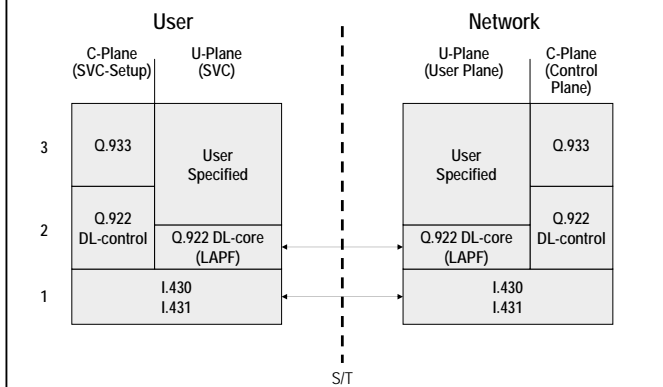 User
Network
C-Plane
(SVC-Setup)
U-Plane
(SVC)
U-Plane
(User Plane)
C-Plane
(Control
Plane)
3
Q.933
User
Specified
User
Specified
Q.933
2
Q.922
DL-control
Q.922 DL-core
(LAPF)
Q.922 DL-core
(LAPF)
Q.922
DL-control
1
I.430
I.431
I.430
I.431
S/T